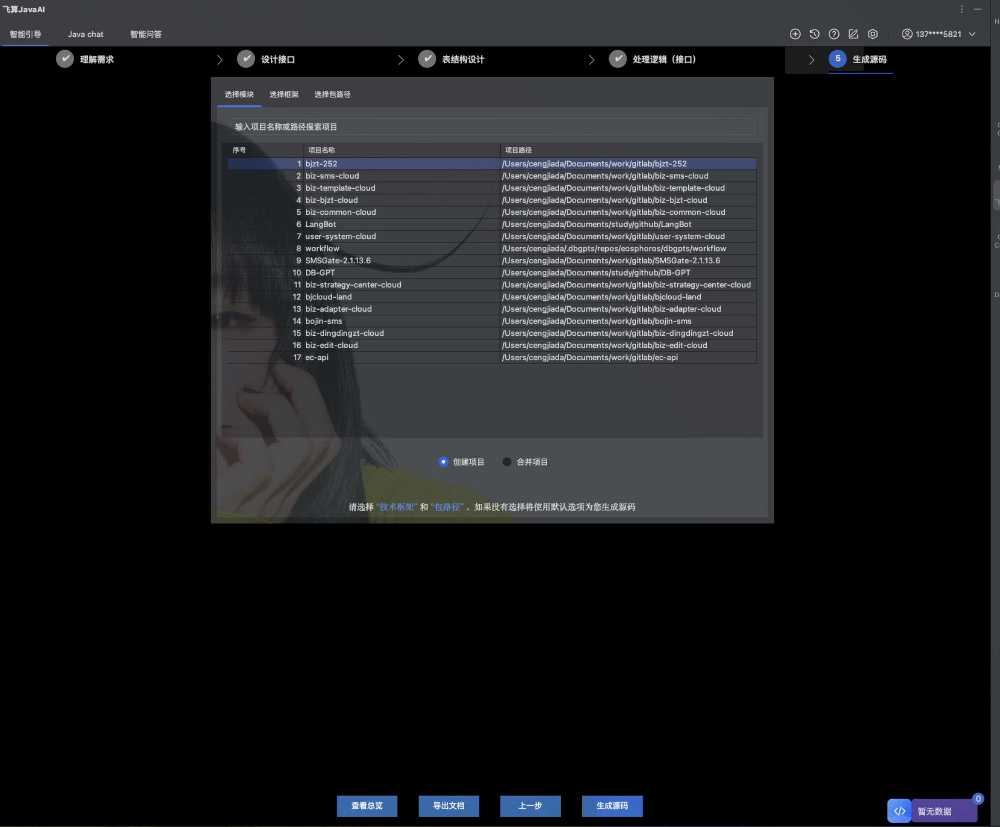 飞算JavaAI
智能引导 Java chat 智能问答 137****5821
理解需求 设计接口 表结构设计 处理逻辑（接口） 5 生成源码
选择模块 选择框架 选择包路径
输入项目名称或路径搜索项目
序号 项目名称 项目路径
1 bjzt-252 /Users/cengjiada/Documents/work/gitlab/bjzt-252
2 biz-sms-cloud /Users/cengjiada/Documents/work/gitlab/biz-sms-cloud
3 biz-template-cloud /Users/cengjiada/Documents/work/gitlab/biz-template-cloud
4 biz-bjzt-cloud /Users/cengjiada/Documents/work/gitlab/biz-bjzt-cloud
5 biz-common-cloud /Users/cengjiada/Documents/work/gitlab/biz-common-cloud
6 LangBot /Users/cengjiada/Documents/study/github/LangBot
7 user-system-cloud /Users/cengjiada/Documents/work/gitlab/user-system-cloud
8 workflow /Users/cengjiada/.dbgpts/repos/eosphoros/dbgpts/workflow
9 SMSGate-2.1.13.6 /Users/cengjiada/Documents/work/gitlab/SMSGate-2.1.13.6
10 DB-GPT /Users/cengjiada/Documents/study/github/DB-GPT
11 biz-strategy-center-cloud /Users/cengjiada/Documents/work/gitlab/biz-strategy-center-cloud
12 bjcloud-land /Users/cengjiada/Documents/work/gitlab/bjcloud-land
13 biz-adapter-cloud /Users/cengjiada/Documents/work/gitlab/biz-adapter-cloud
14 bojin-sms /Users/cengjiada/Documents/work/gitlab/bojin-sms
15 biz-dingdingzt-cloud /Users/cengjiada/Documents/work/gitlab/biz-dingdingzt-cloud
16 biz-edit-cloud /Users/cengjiada/Documents/work/gitlab/biz-edit-cloud
17 ec-api /Users/cengjiada/Documents/work/gitlab/ec-api
创建项目 合并项目
请选择“技术框架”和“包路径”，如果没有选择将使用默认选项为您生成源码
查看总览 导出文档 上一步 生成源码
</> 暂无数据 0